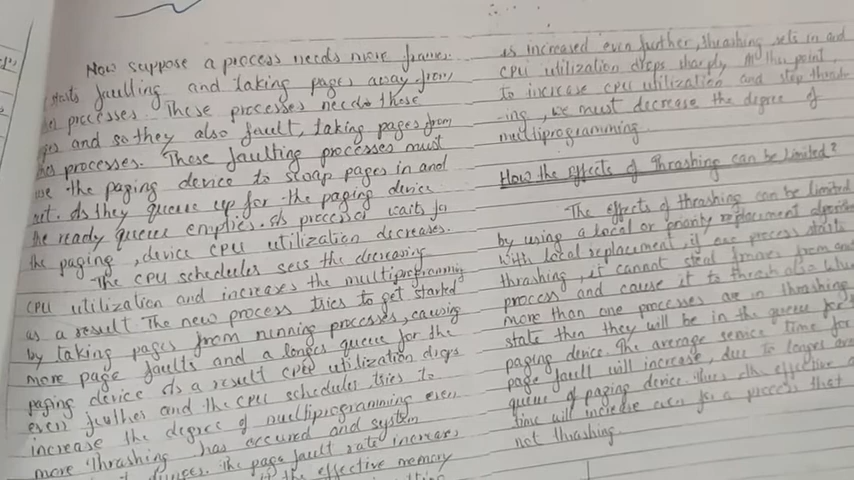 Now suppose a process needs more frames.
starts faulting and taking pages away from
processes. These processes needs these
and so they also fault, taking pages from
processes. These faulting processes must
use the paging device to swap pages in and
out. As they queue up for the paging device
the ready queue empties. As processes waits for
the paging, device CPU utilization decreases.
The CPU scheduler sees the decreasing
CPU utilization and increases the multiprogramming
as a result The new process tries to get started
by taking pages from running processes, causing
more page faults and a longer queue for the
paging device As a result CPU utilization drops
even further and the CPU scheduler tries to
increase the degree of multiprogramming even
more Thrashing has occured and system
The page fault rate increases
the effective memory
is increased even further, thrashing sets in and
CPU utilization drops sharply At this point,
to increase CPU utilization and stop thrash
-ing, we must decrease the degree of
multiprogramming.
How the effects of Thrashing can be limited?
The effects of thrashing can be limited
by using a local or priority replacement
With local replacement, if one process starts
thrashing, it cannot steal frames from
process and cause it to thrash also
more than one processes are in thrashing
state then they will be in the queue for
paging device. The average service time for
page fault will increase, due to longer
queue of paging device. Thus the effective
time will increase even for a process that
not thrashing.